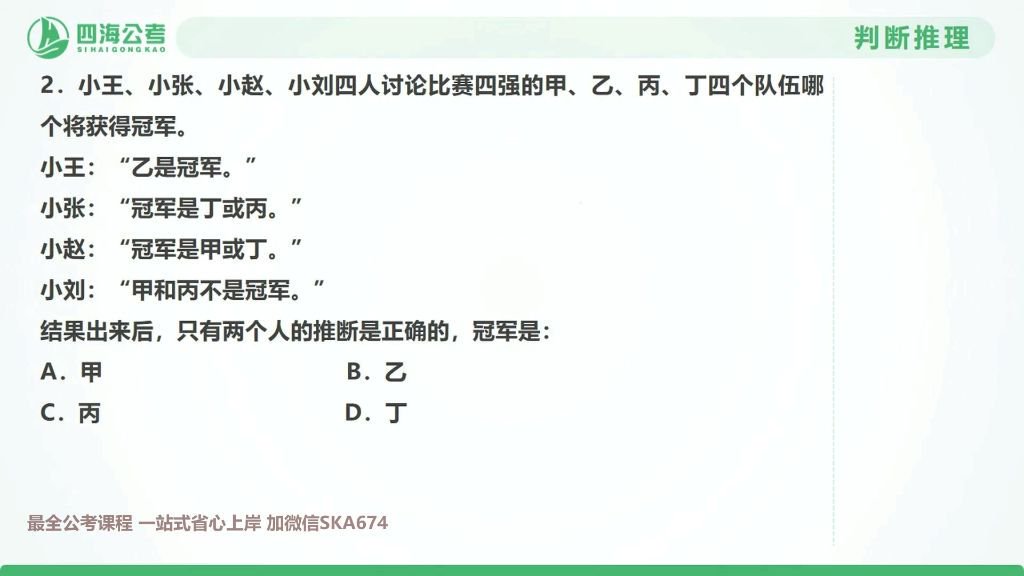 四海公考
SIHAIGONGKAO
判断推理
2．小王、小张、小赵、小刘四人讨论比赛四强的甲、乙、丙、丁四个队伍哪
个将获得冠军。
小王：“乙是冠军。”
小张：“冠军是丁或丙。”
小赵：“冠军是甲或丁。”
小刘：“甲和丙不是冠军。”
结果出来后，只有两个人的推断是正确的，冠军是：
A．甲 B．乙
C．丙 D．丁
最全公考课程 一站式省心上岸 加微信SKA674